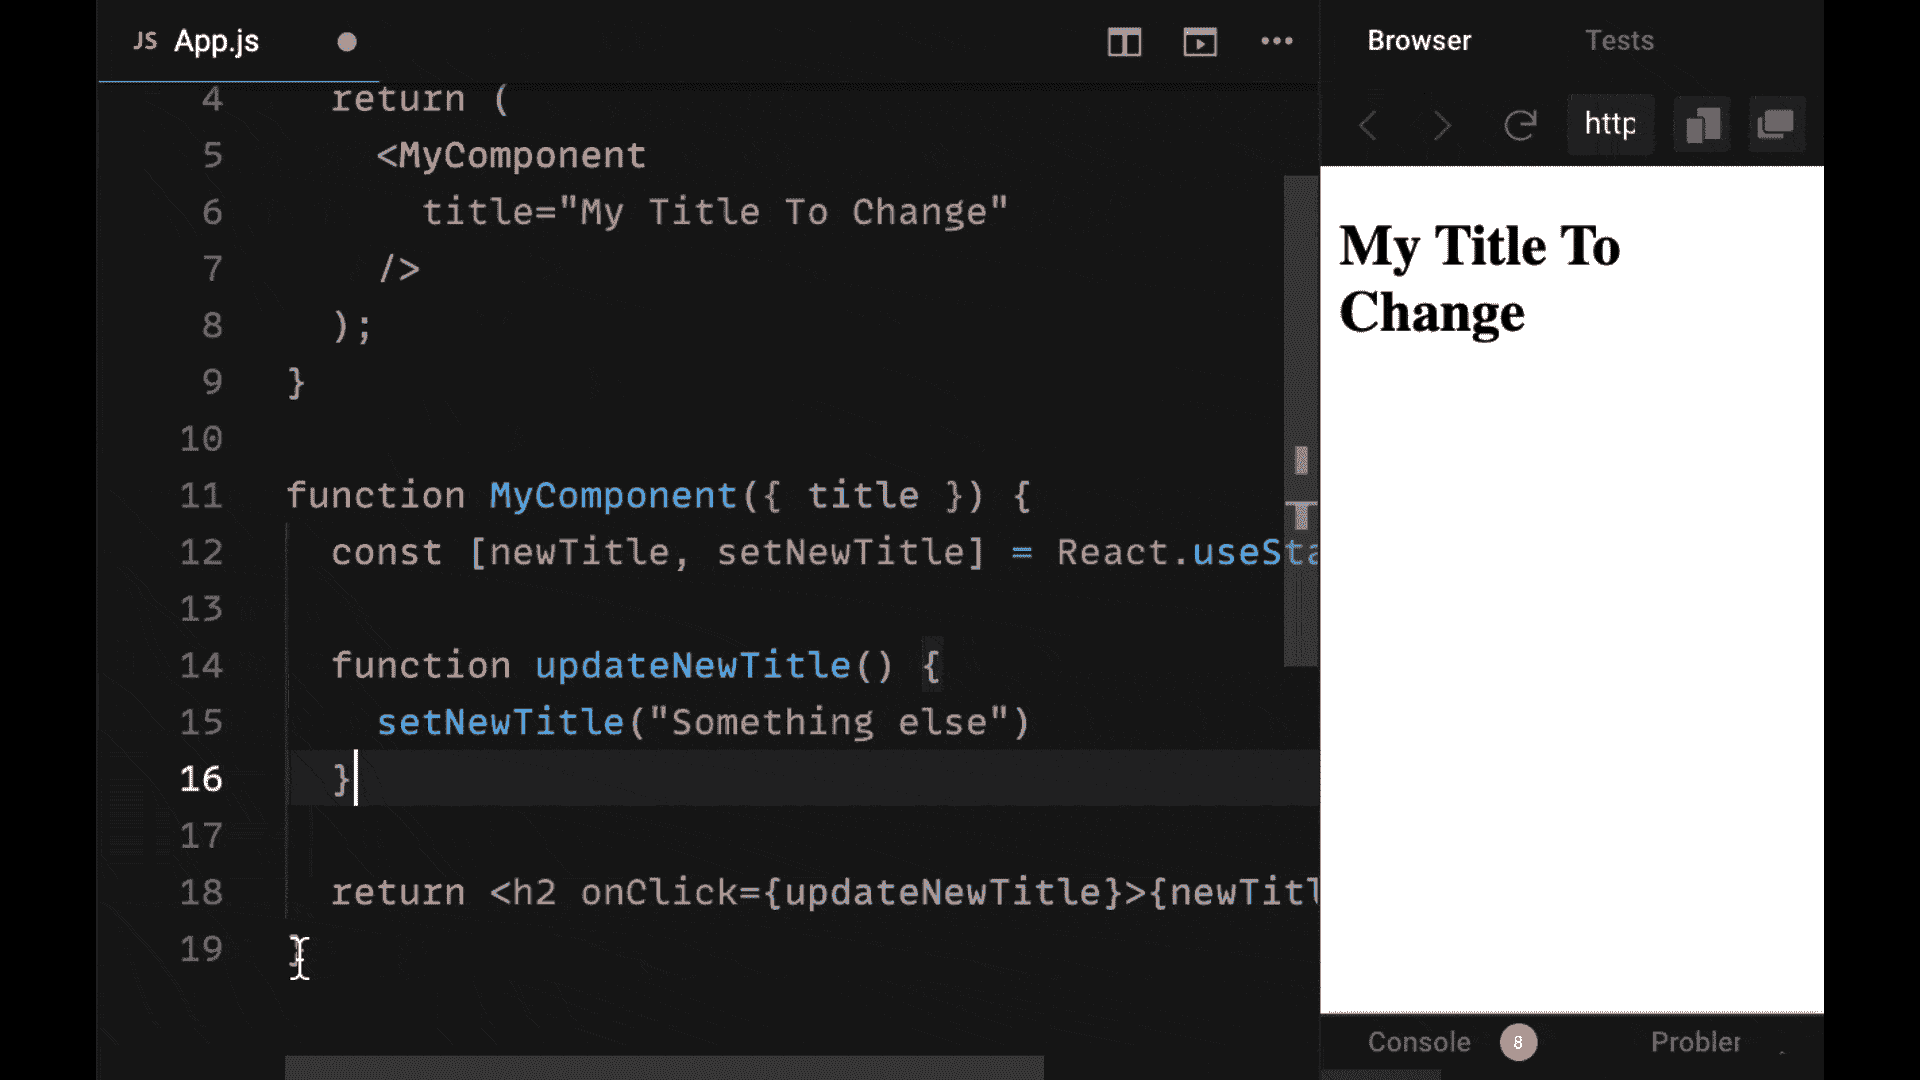 JS App.js
Browser Tests
http
4 return (
5 <MyComponent
6 title="My Title To Change"
7 />
8 );
9 }
10
11 function MyComponent({ title }) {
12 const [newTitle, setNewTitle] = React.useSta
13
14 function updateNewTitle() {
15 setNewTitle("Something else")
16 }
17
18 return <h2 onClick={updateNewTitle}>{newTitl
19 }
My Title To
Change
Console 8 Probler